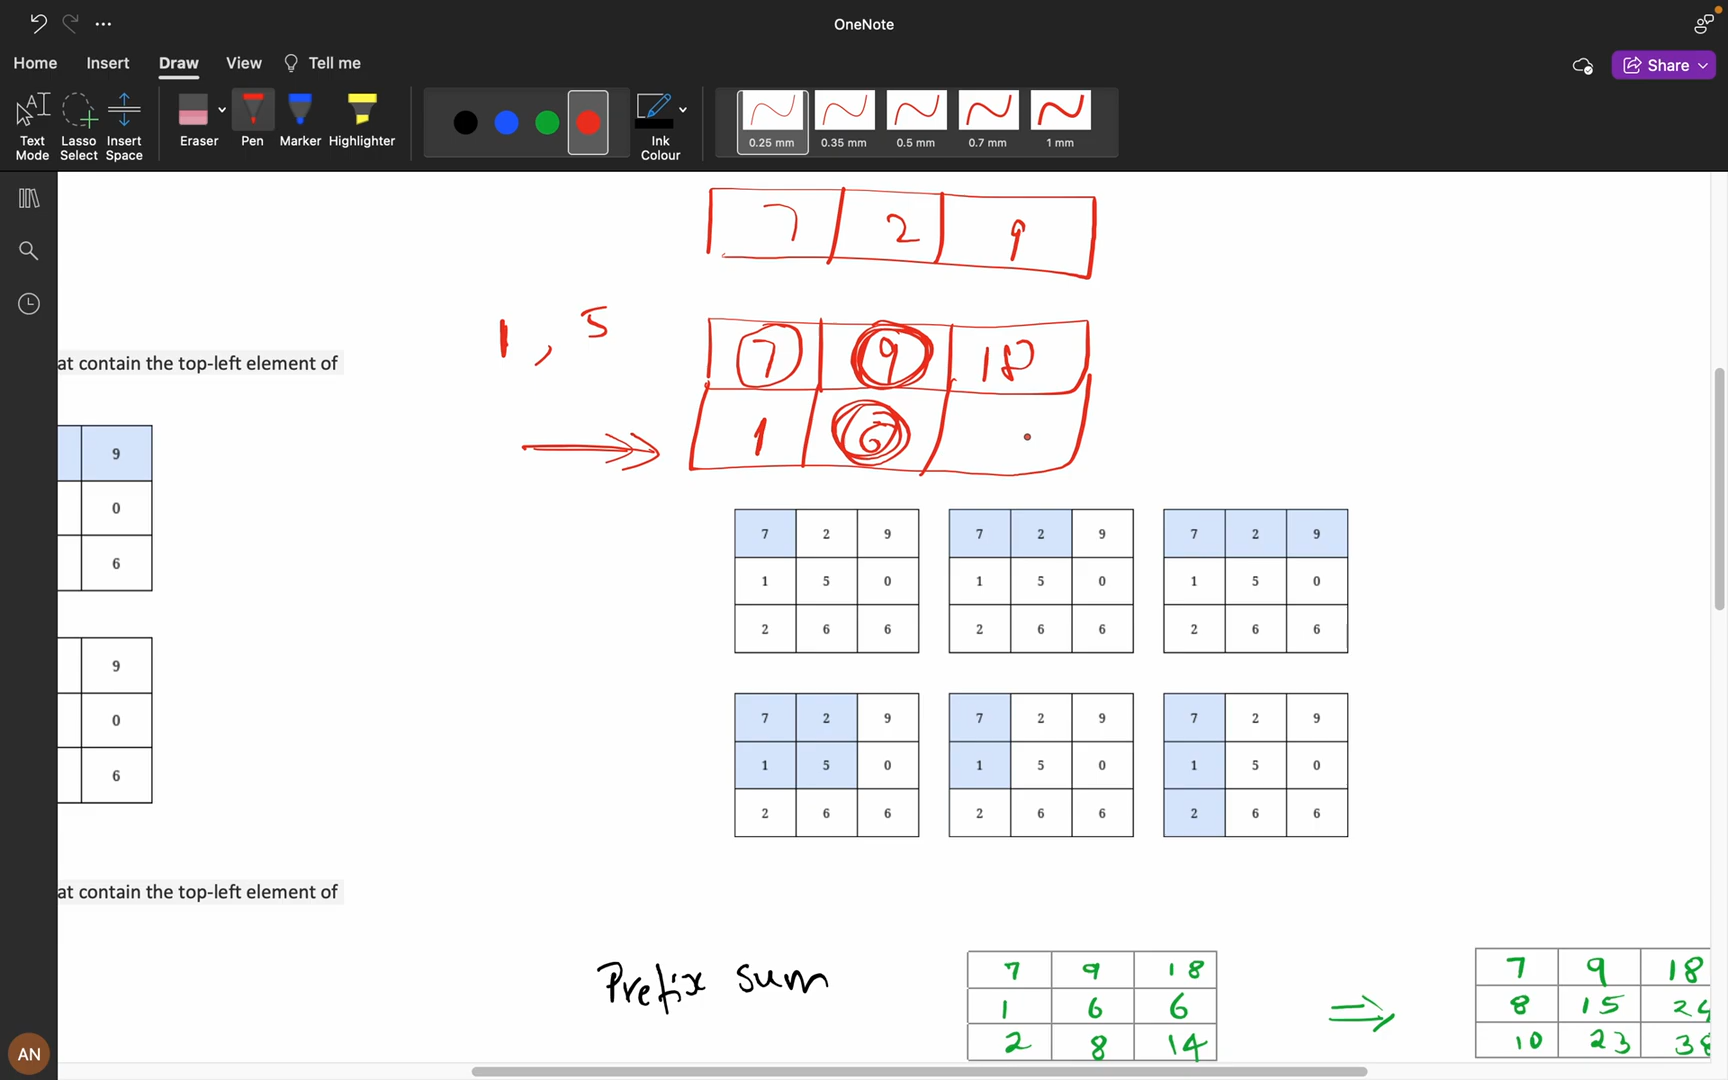 OneNote
Home Insert Draw View Tell me
Share
Text Mode
Lasso Select
Insert Space
Eraser
Pen
Marker
Highlighter
Ink Colour
0.25 mm
0.35 mm
0.5 mm
0.7 mm
1 mm
7 2 9
1, 5
7 9 18
1 6
at contain the top-left element of
9
0
6
9
0
6
7 2 9
1 5 0
2 6 6
7 2 9
1 5 0
2 6 6
7 2 9
1 5 0
2 6 6
7 2 9
1 5 0
2 6 6
7 2 9
1 5 0
2 6 6
7 2 9
1 5 0
2 6 6
at contain the top-left element of
Prefix sum
7 9 18
1 6 6
2 8 14
⇒
7 9 18
8 15 24
10 23 38
AN